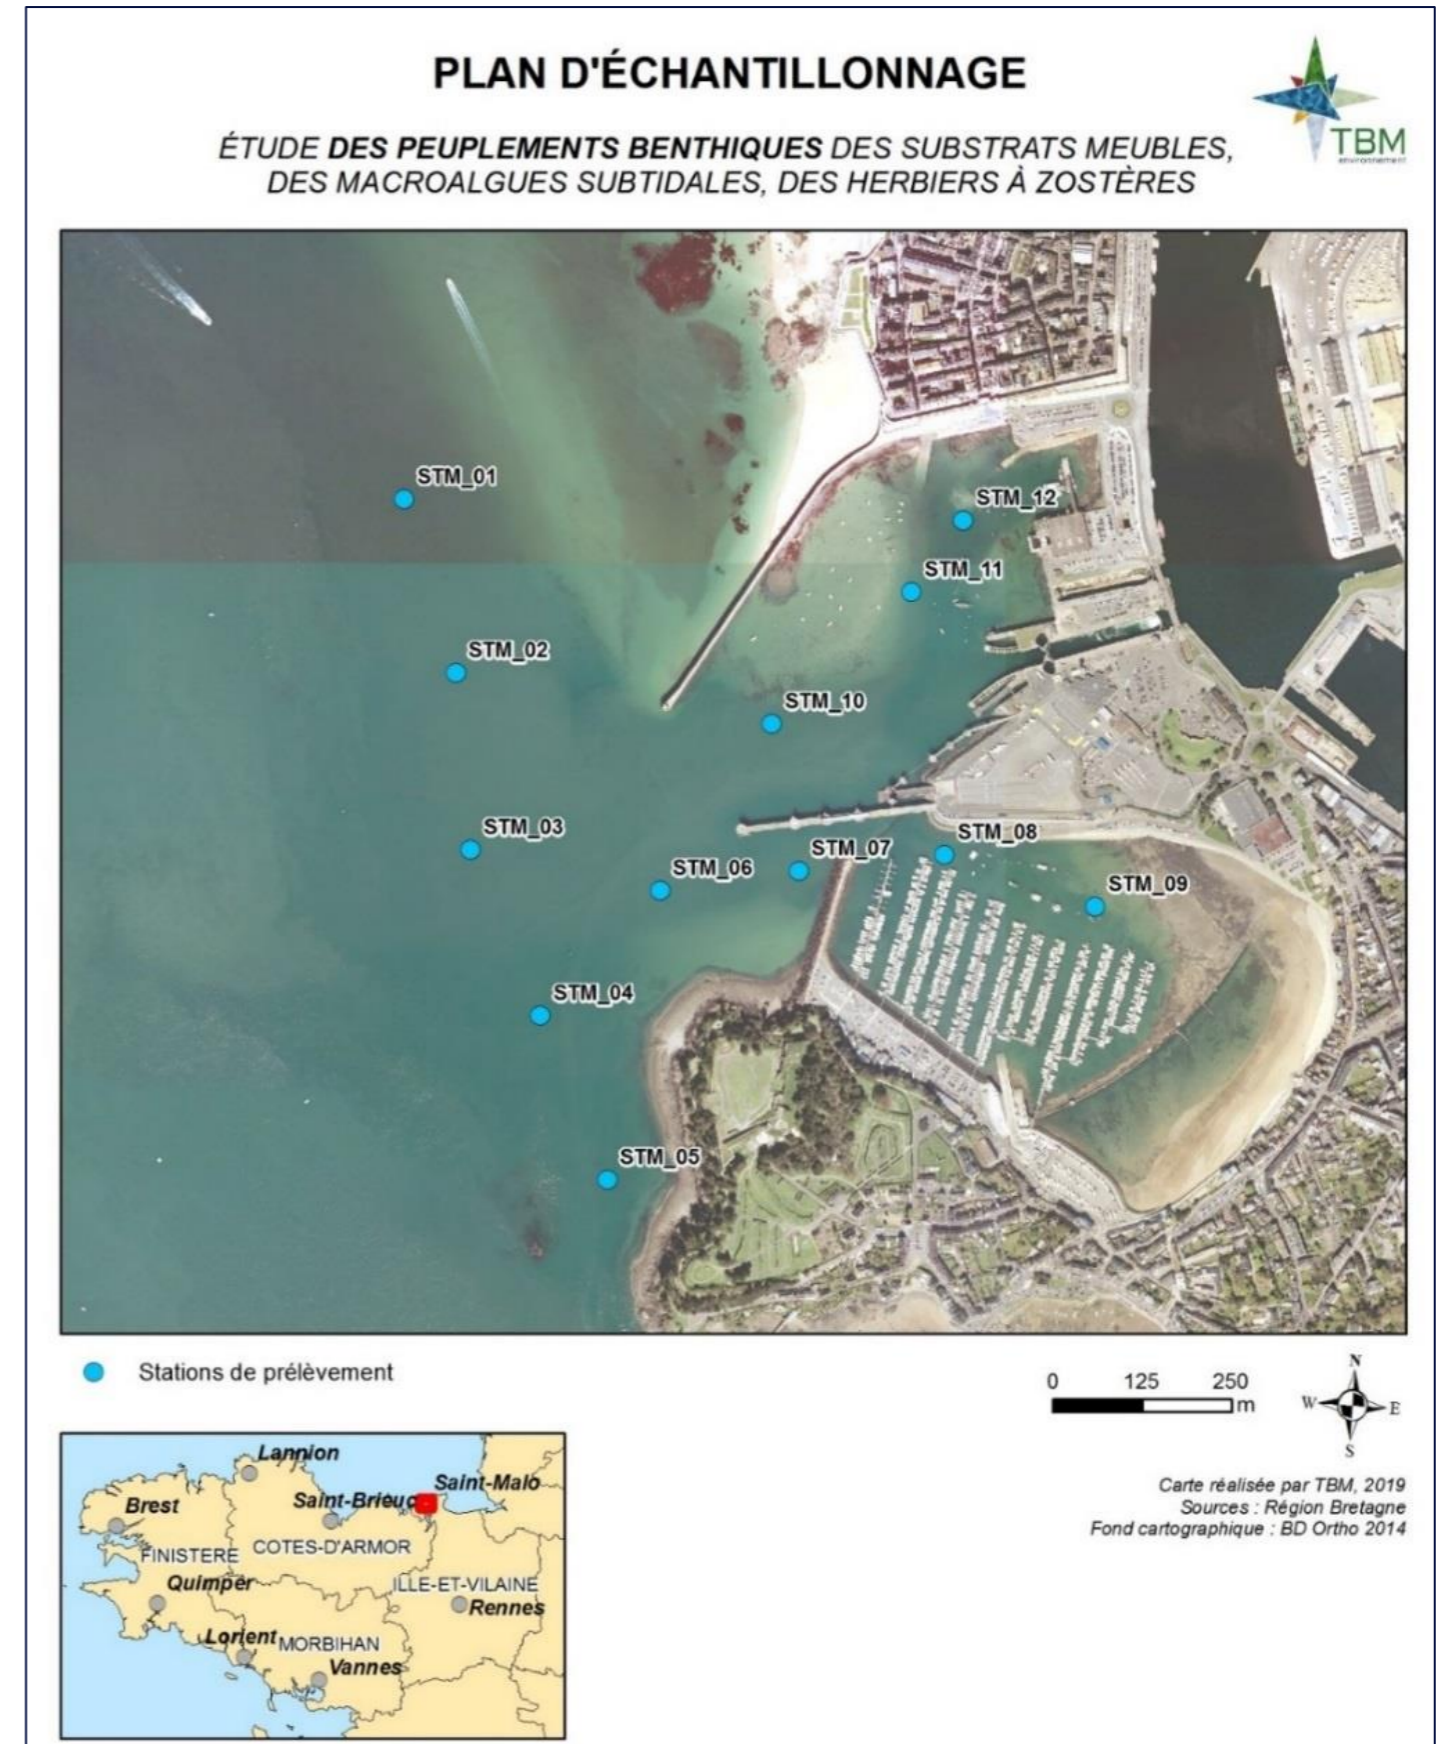 PLAN D'ÉCHANTILLONNAGE
TBM
environnement
ÉTUDE DES PEUPLEMENTS BENTHIQUES DES SUBSTRATS MEUBLES,
DES MACROALGUES SUBTIDALES, DES HERBIERS À ZOSTÈRES
STM_01
STM_12
STM_11
STM_02
STM_10
STM_03
STM_08
STM_07
STM_06
STM_09
STM_04
STM_05
Stations de prélèvement
0 125 250
m
N
W E
S
Lannion
Saint-Malo
Saint-Brieuc
Brest
COTES-D'ARMOR
FINISTERE
Quimper
ILLE-ET-VILAINE
Rennes
Lorient
MORBIHAN
Vannes
Carte réalisée par TBM, 2019
Sources : Région Bretagne
Fond cartographique : BD Ortho 2014